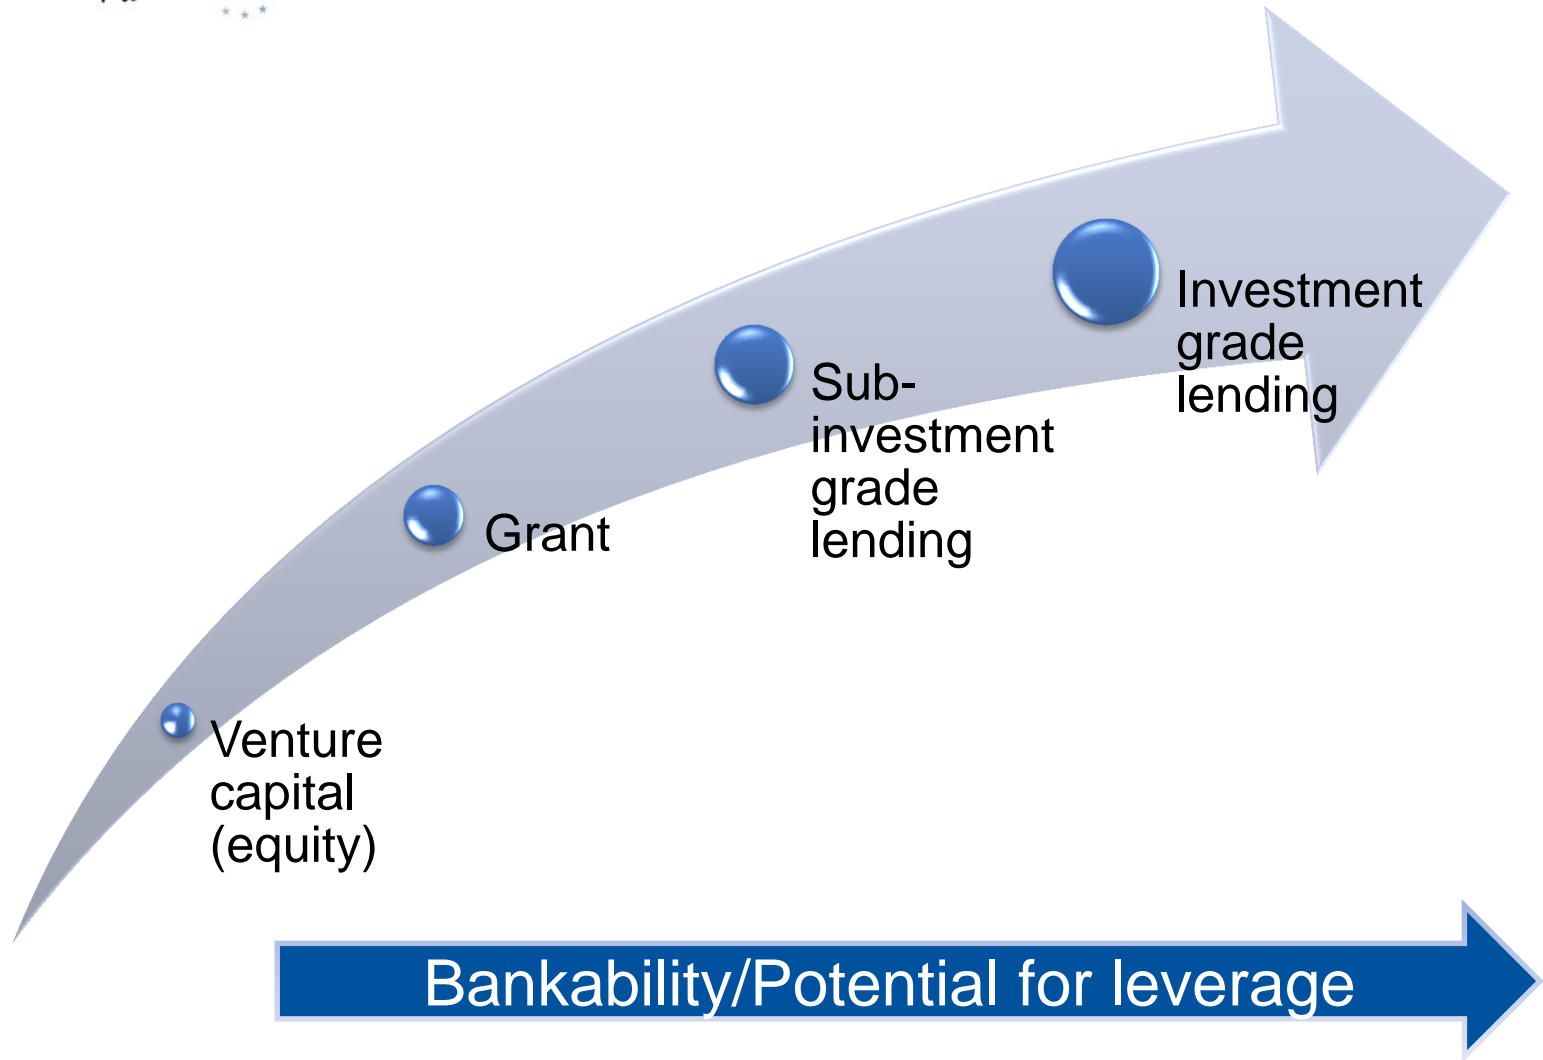 Investment
grade
lending
Sub-
investment
grade
lending
Grant
Venture
capital
(equity)
Bankability/Potential for leverage